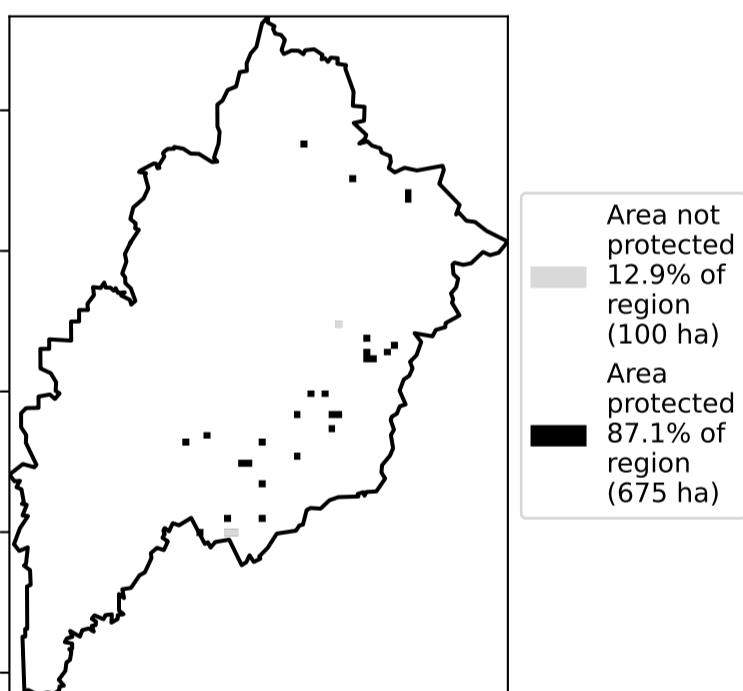 Area not
protected
12.9% of
region
(100 ha)
Area
protected
87.1% of
region
(675 ha)